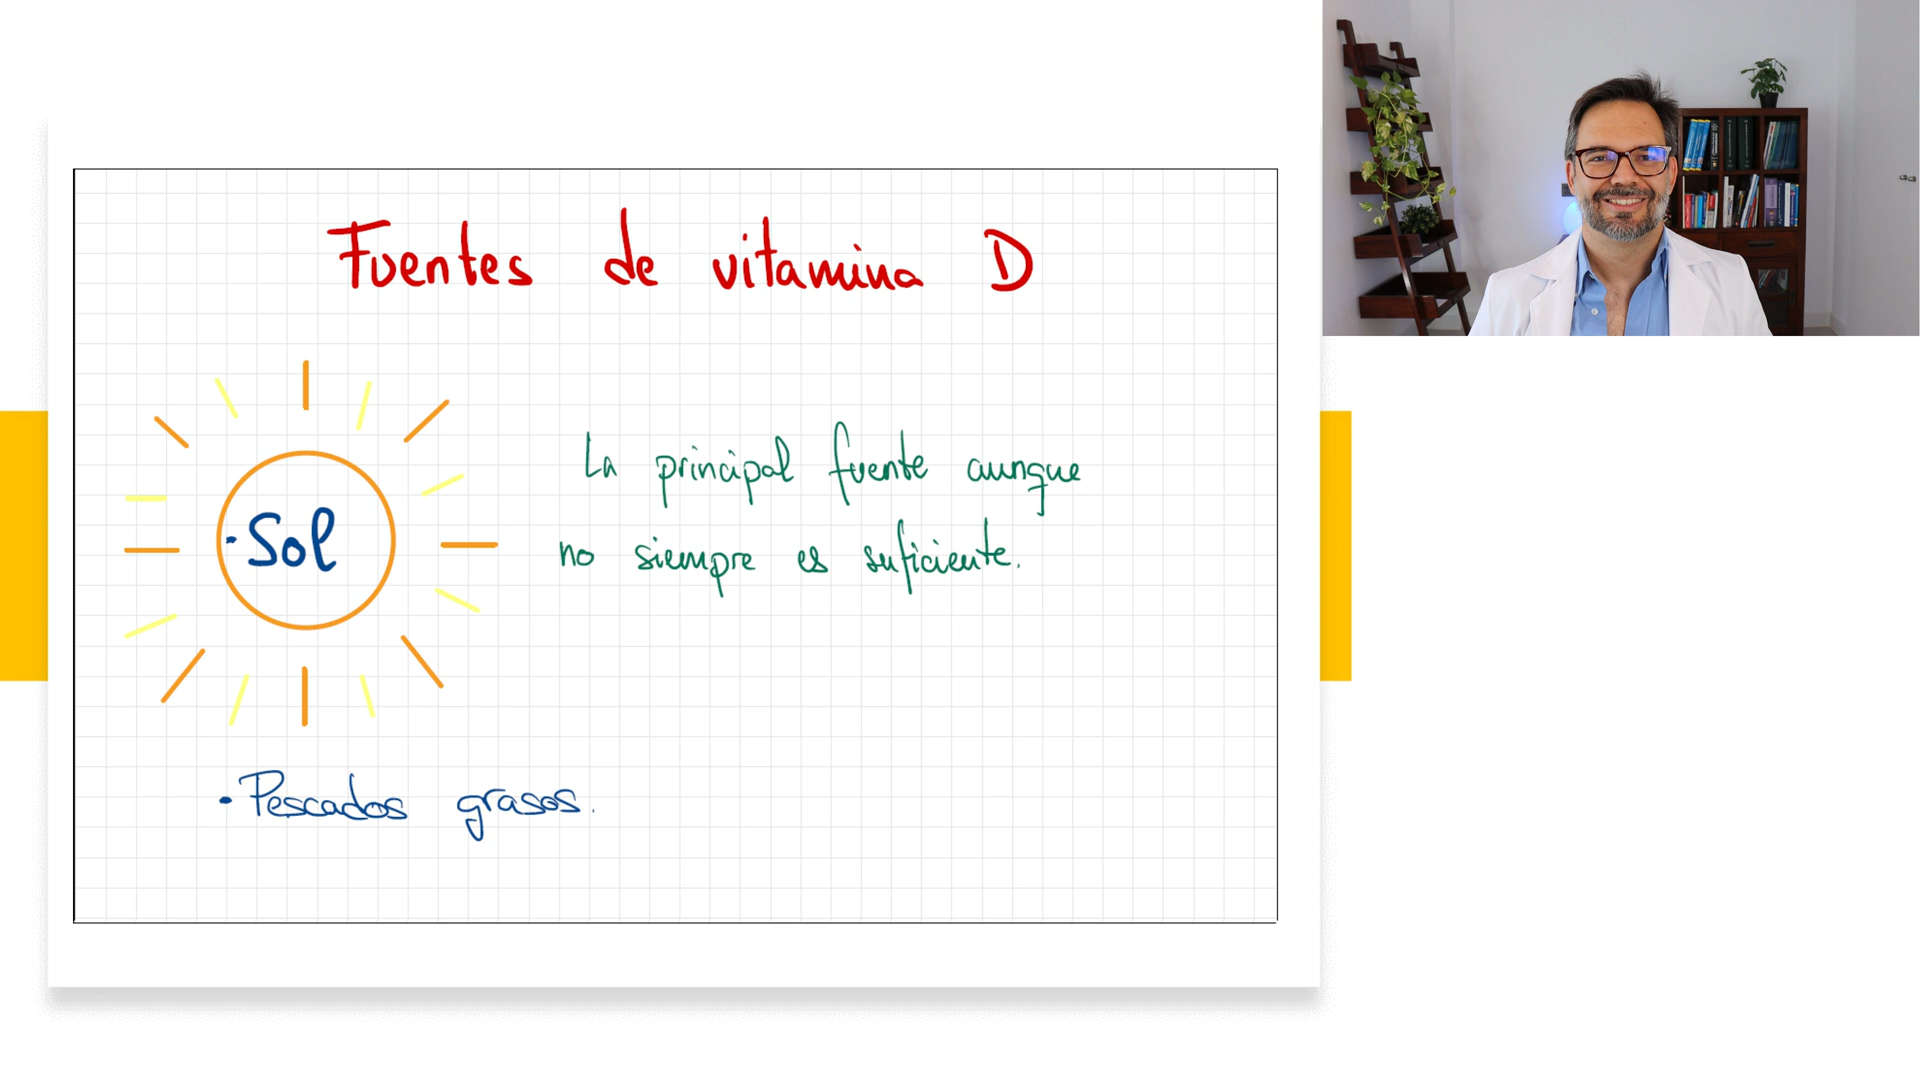 Fuentes de vitamina D
La principal fuente aunque
no siempre es suficiente.
· Sol
· Pescados grasos.